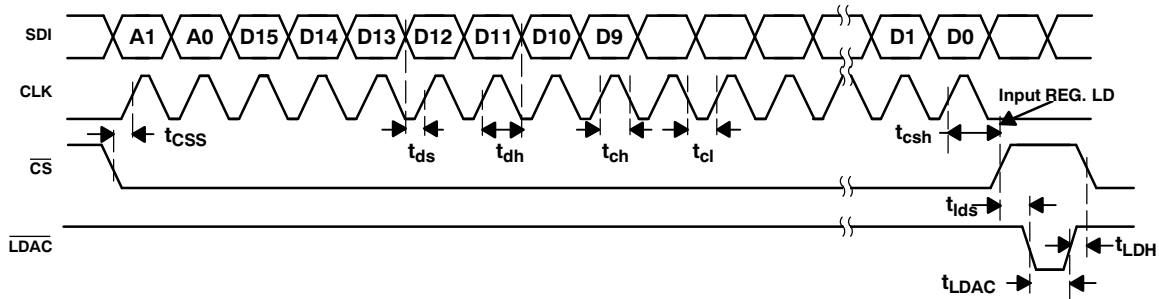 SDI A1 A0 D15 D14 D13 D12 D11 D10 D9 D1 D0
CLK
Input REG. LD
tCSS
tds
tdh
tch
tcl
tcsh
CS
tlds
LDAC
tLDH
tLDAC